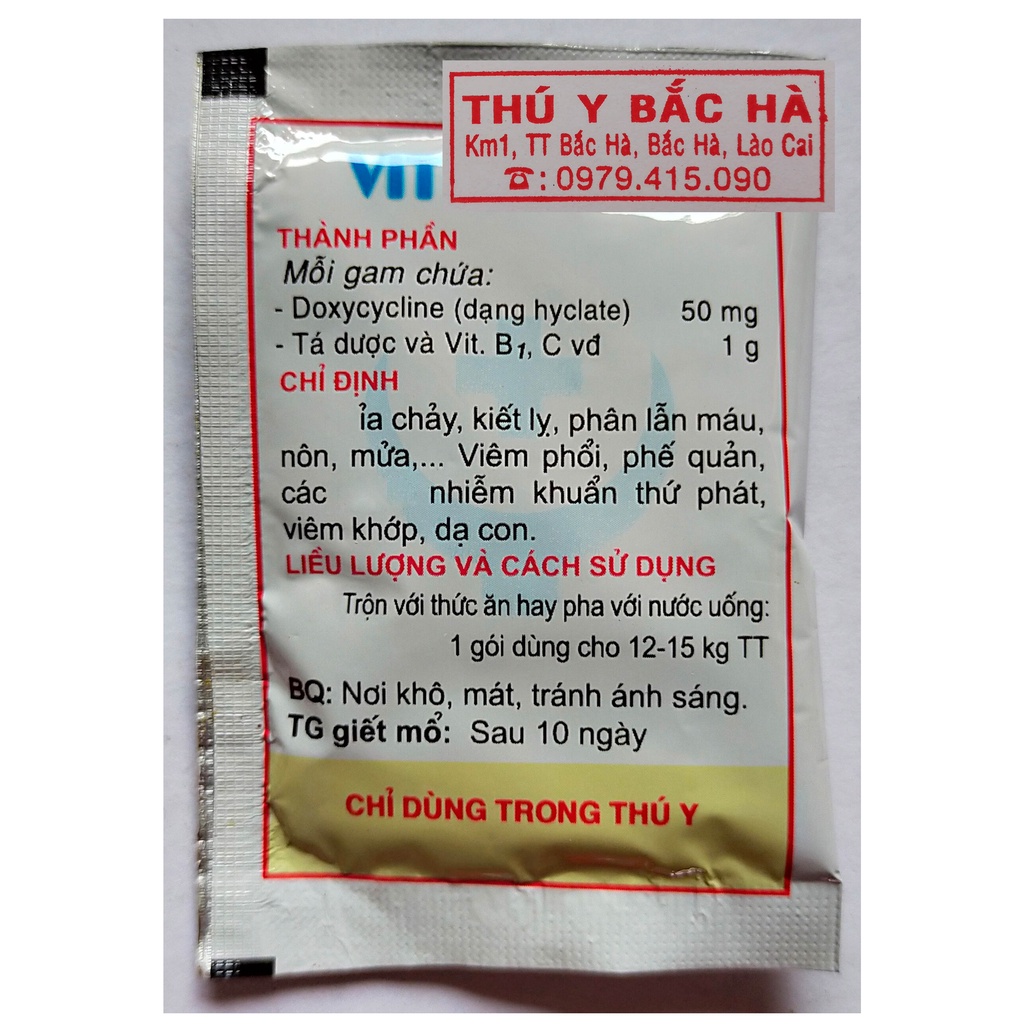 THÚ Y BẮC HÀ
Km1, TT Bắc Hà, Bắc Hà, Lào Cai
☎: 0979.415.090
VIT
THÀNH PHẦN
Mỗi gam chứa:
- Doxycycline (dạng hyclate) 50 mg
- Tá dược và Vit. B1, C vđ 1 g
CHỈ ĐỊNH
ỉa chảy, kiết lỵ, phân lẫn máu,
nôn, mửa,... Viêm phổi, phế quản,
các nhiễm khuẩn thứ phát,
viêm khớp, dạ con.
LIỀU LƯỢNG VÀ CÁCH SỬ DỤNG
Trộn với thức ăn hay pha với nước uống:
1 gói dùng cho 12-15 kg TT
BQ: Nơi khô, mát, tránh ánh sáng.
TG giết mổ: Sau 10 ngày
CHỈ DÙNG TRONG THÚ Y